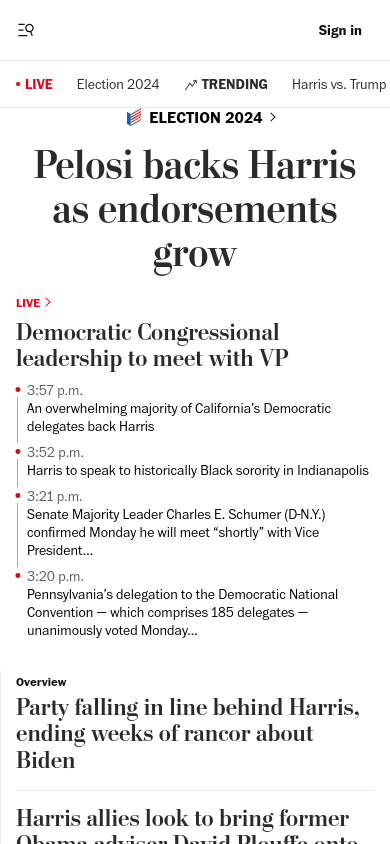 Sign in
LIVE Election 2024 TRENDING Harris vs. Trump
ELECTION 2024
Pelosi backs Harris
as endorsements
grow
LIVE
Democratic Congressional
leadership to meet with VP
3:57 p.m.
An overwhelming majority of California’s Democratic
delegates back Harris
3:52 p.m.
Harris to speak to historically Black sorority in Indianapolis
3:21 p.m.
Senate Majority Leader Charles E. Schumer (D-N.Y.)
confirmed Monday he will meet “shortly” with Vice
President…
3:20 p.m.
Pennsylvania’s delegation to the Democratic National
Convention — which comprises 185 delegates —
unanimously voted Monday…
Overview
Party falling in line behind Harris,
ending weeks of rancor about
Biden
Harris allies look to bring former
Obama adviser David Plouffe onto